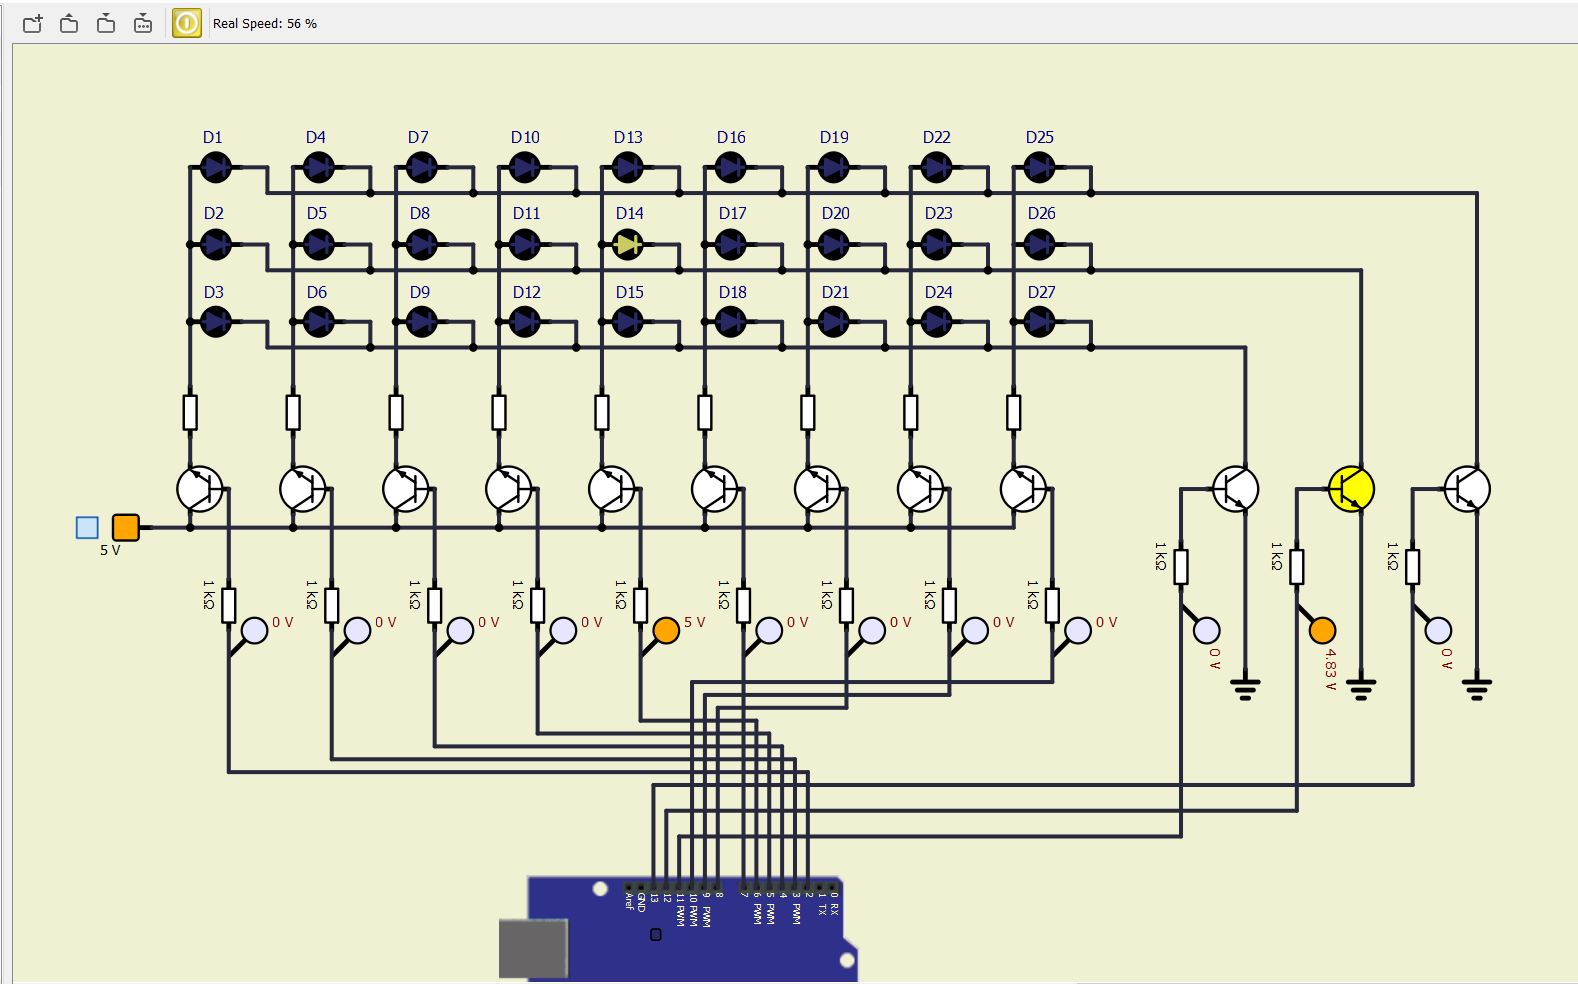 Real Speed: 56 %
D1 D4 D7 D10 D13 D16 D19 D22 D25
D2 D5 D8 D11 D14 D17 D20 D23 D26
D3 D6 D9 D12 D15 D18 D21 D24 D27
5 V
1 kΩ 1 kΩ 1 kΩ
1 kΩ 1 kΩ 1 kΩ 1 kΩ 1 kΩ 1 kΩ 1 kΩ 1 kΩ 1 kΩ
0 V 0 V 0 V 0 V 5 V 0 V 0 V 0 V 0 V
0 V 4.83 V 0 V
Aref GND 13 12 11 PWM 10 PWM 9 PWM 8 7 6 PWM 5 PWM 4 3 PWM 2 1 TX 0 RX